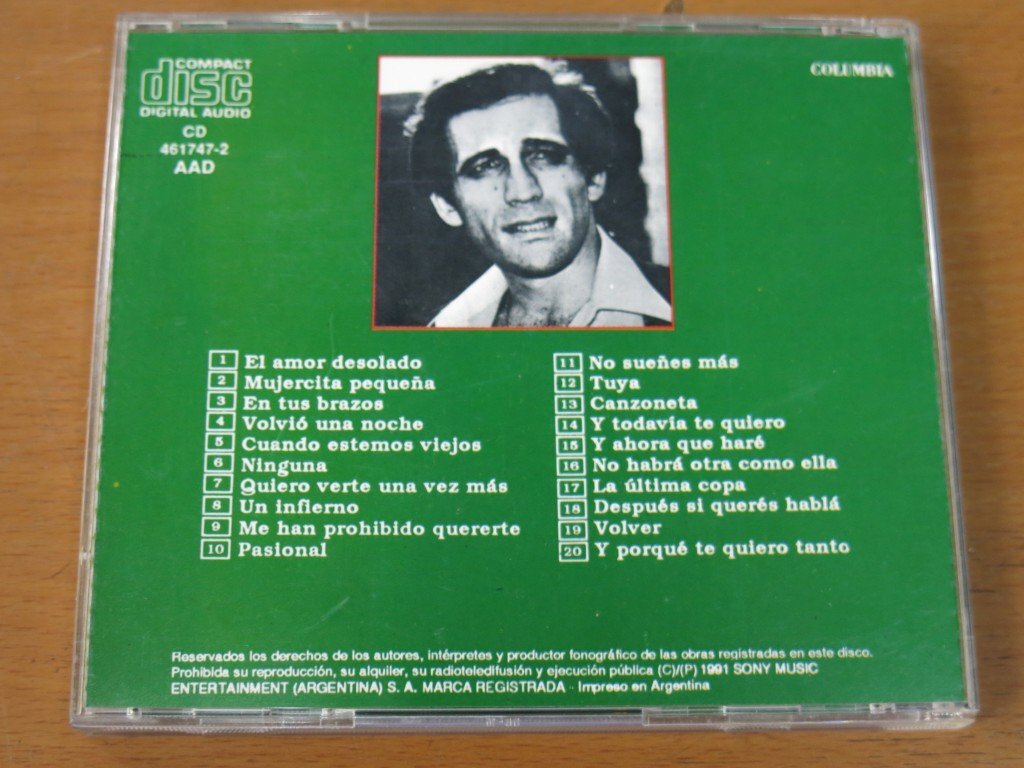 COMPACT
disc
DIGITAL AUDIO
CD
461747-2
AAD
COLUMBIA
1 El amor desolado
2 Mujercita pequeña
3 En tus brazos
4 Volvió una noche
5 Cuando estemos viejos
6 Ninguna
7 Quiero verte una vez más
8 Un infierno
9 Me han prohibido quererte
10 Pasional
11 No sueñes más
12 Tuya
13 Canzoneta
14 Y todavía te quiero
15 Y ahora que haré
16 No habrá otra como ella
17 La última copa
18 Después si querés hablá
19 Volver
20 Y porqué te quiero tanto
Reservados los derechos de los autores, intérpretes y productor fonográfico de las obras registradas en este disco.
Prohibida su reproducción, su alquiler, su radioteledifusión y ejecución pública (C)/(P) 1991 SONY MUSIC
ENTERTAINMENT (ARGENTINA) S. A. MARCA REGISTRADA - Impreso en Argentina